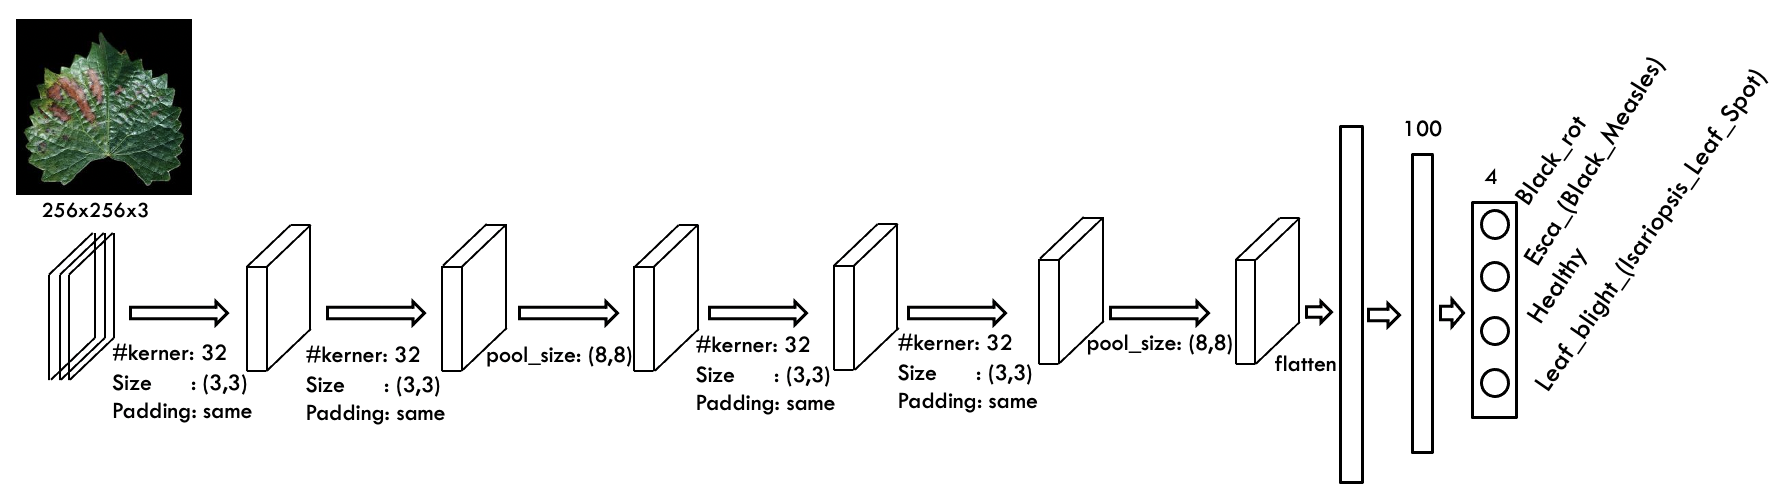 256x256x3
#kerner: 32
Size : (3,3)
Padding: same
#kerner: 32
Size : (3,3)
Padding: same
pool_size: (8,8)
#kerner: 32
Size : (3,3)
Padding: same
#kerner: 32
Size : (3,3)
Padding: same
pool_size: (8,8)
flatten
100
4
Black_rot
Esca_(Black_Measles)
Healthy
Leaf_blight_(Isariopsis_Leaf_Spot)